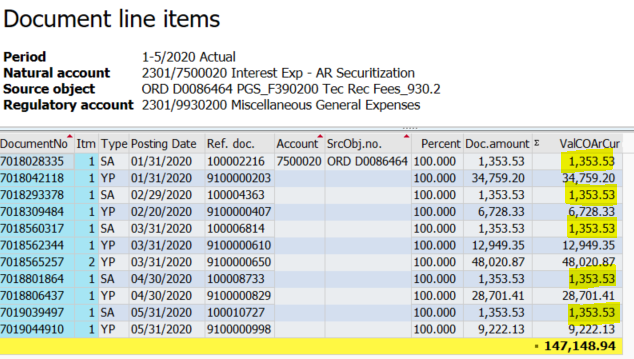 Document line items
Period 1-5/2020 Actual
Natural account 2301/7500020 Interest Exp - AR Securitization
Source object ORD D0086464 PGS_F390200 Tec Rec Fees_930.2
Regulatory account 2301/9930200 Miscellaneous General Expenses
DocumentNo Itm Type Posting Date Ref. doc. Account SrcObj.no. Percent Doc.amount Σ ValCOArCur
7018028335 1 SA 01/31/2020 100002216 7500020 ORD D0086464 100.000 1,353.53 1,353.53
7018042118 1 YP 01/31/2020 9100000203 100.000 34,759.20 34,759.20
7018293378 1 SA 02/29/2020 100004363 100.000 1,353.53 1,353.53
7018309484 1 YP 02/20/2020 9100000407 100.000 6,728.33 6,728.33
7018560317 1 SA 03/31/2020 100006814 100.000 1,353.53 1,353.53
7018562344 1 YP 03/31/2020 9100000610 100.000 12,949.35 12,949.35
7018565257 2 YP 03/31/2020 9100000650 100.000 48,020.87 48,020.87
7018801864 1 SA 04/30/2020 100008733 100.000 1,353.53 1,353.53
7018806437 1 YP 04/30/2020 9100000829 100.000 28,701.41 28,701.41
7019039497 1 SA 05/31/2020 100010727 100.000 1,353.53 1,353.53
7019044910 1 YP 05/31/2020 9100000998 100.000 9,222.13 9,222.13
147,148.94